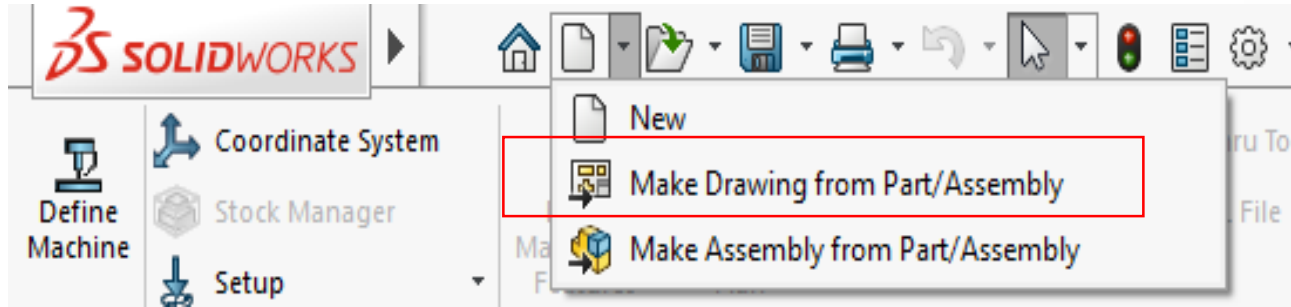 SOLIDWORKS
New
Make Drawing from Part/Assembly
Make Assembly from Part/Assembly
Coordinate System
Define
Machine
Stock Manager
Setup
File